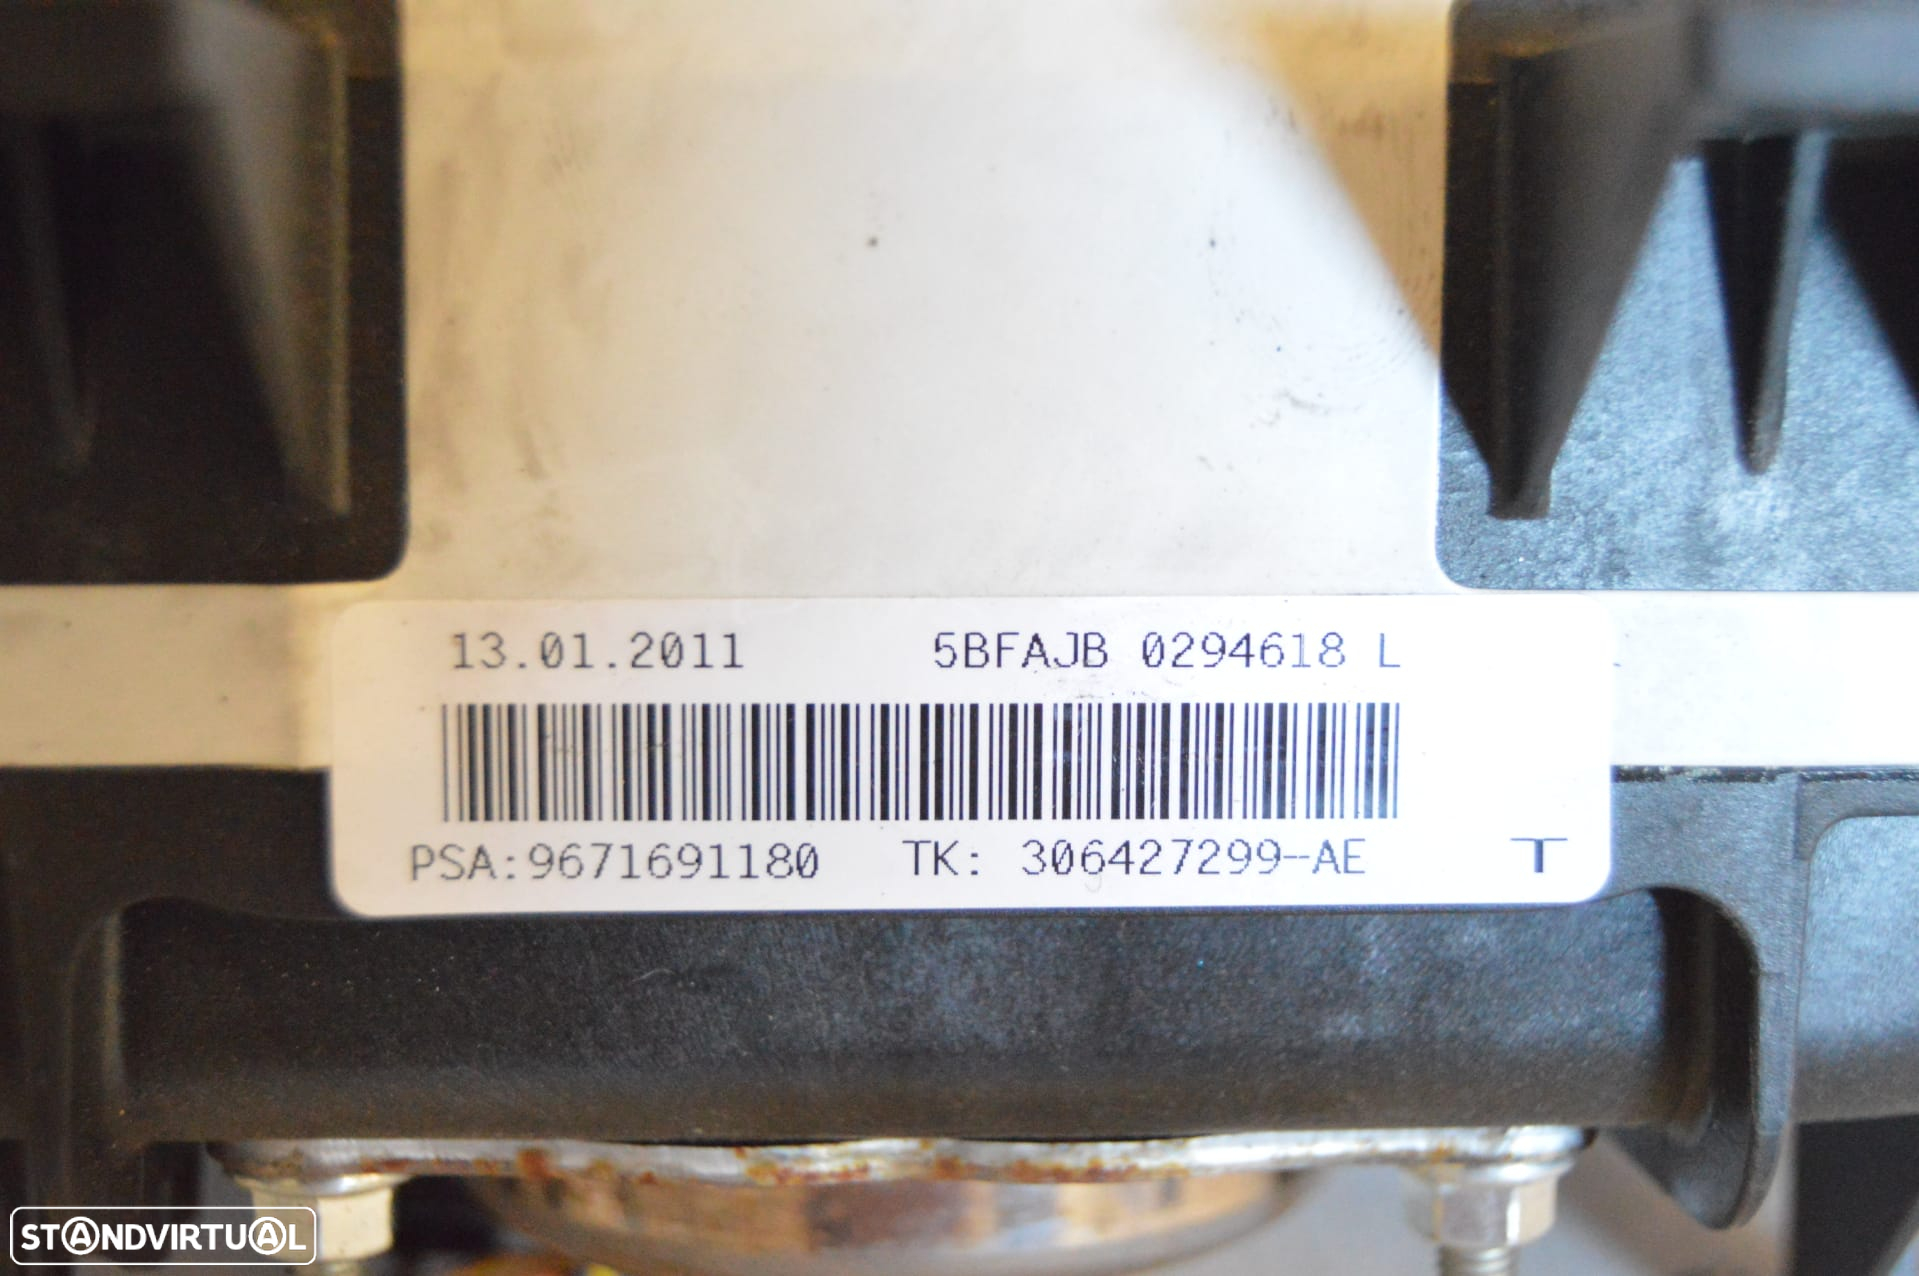 13.01.2011 5BFAJB 0294618 L
PSA:9671691180 TK: 306427299-AE T
STANDVIRTUAL